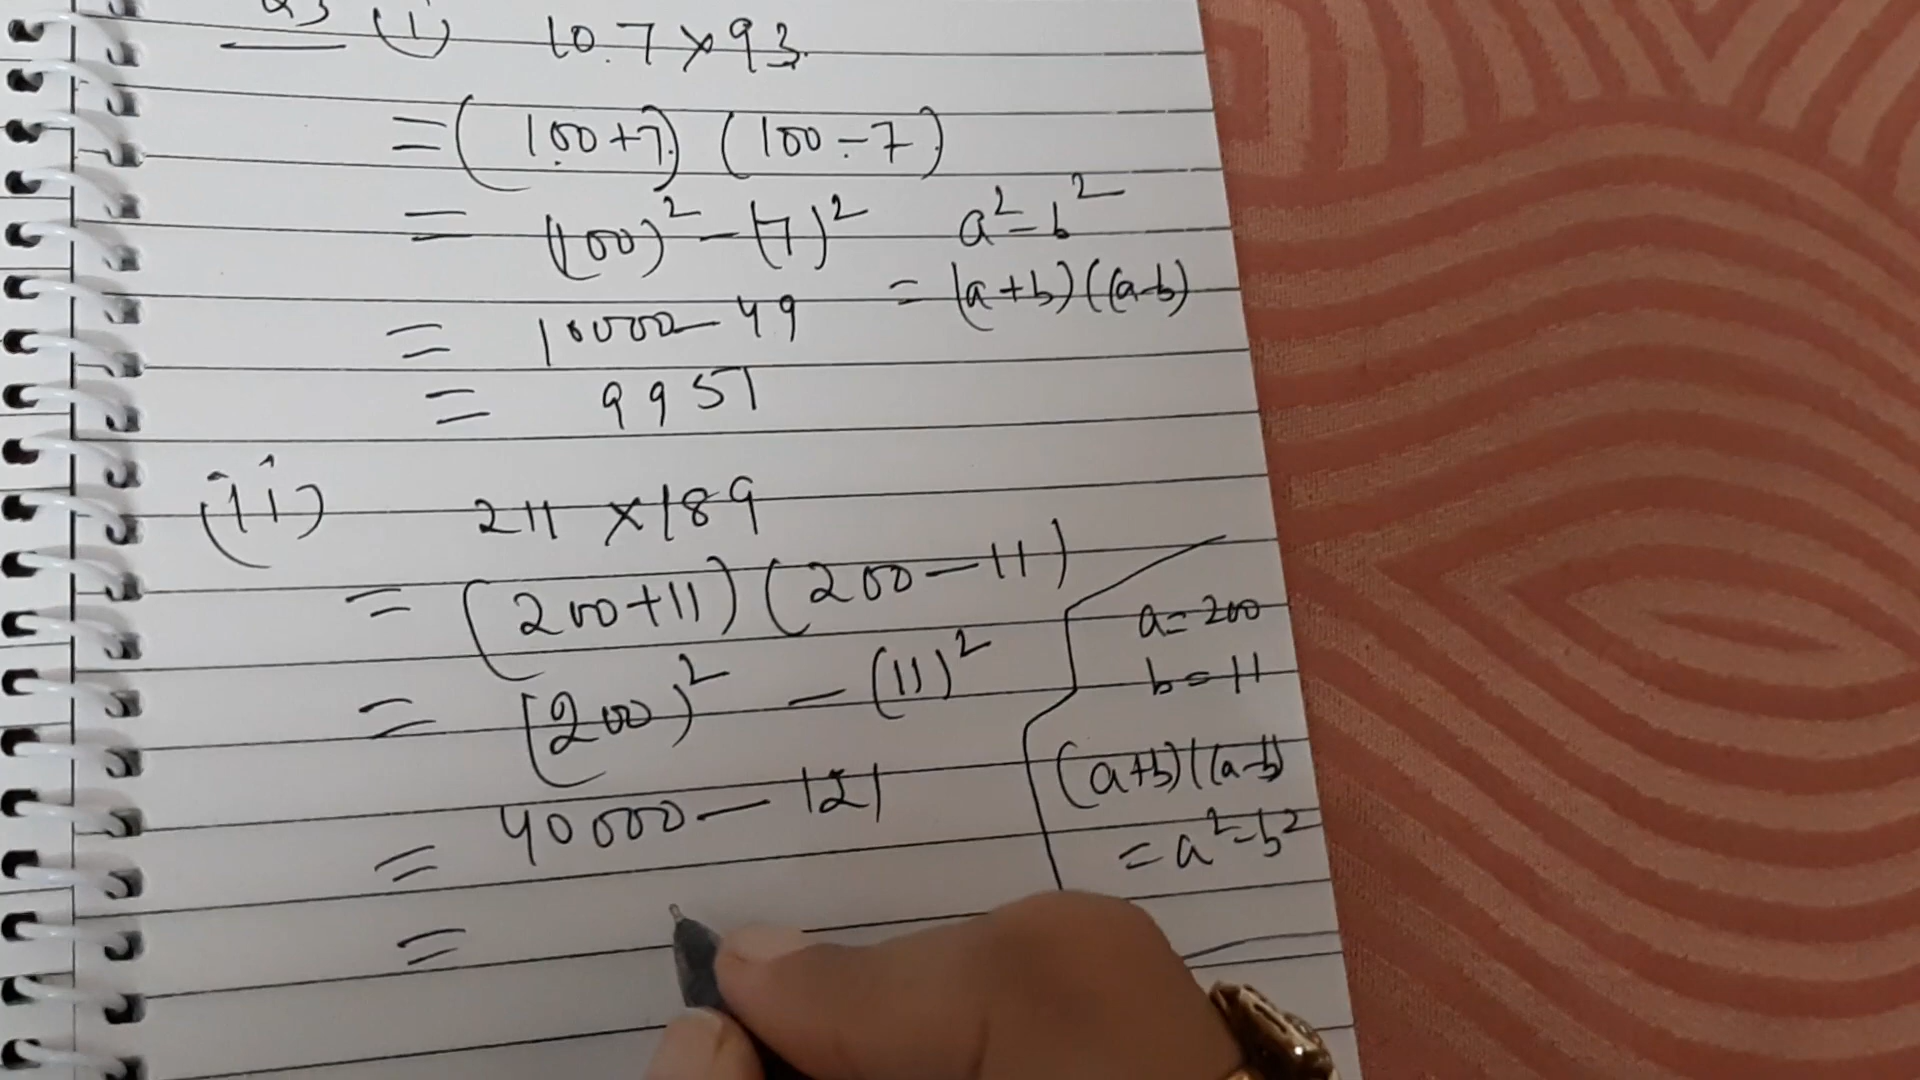 (i) 107 × 93
= (100+7) (100-7)
= (100)² - (7)² a² - b²
= 10000 - 49 = (a+b) (a-b)
= 9951
(ii) 211 × 189
= (200+11) (200-11)
a = 200
= (200)² - (11)² b = 11
= 40000 - 121 (a+b) (a-b)
= a² - b²
=